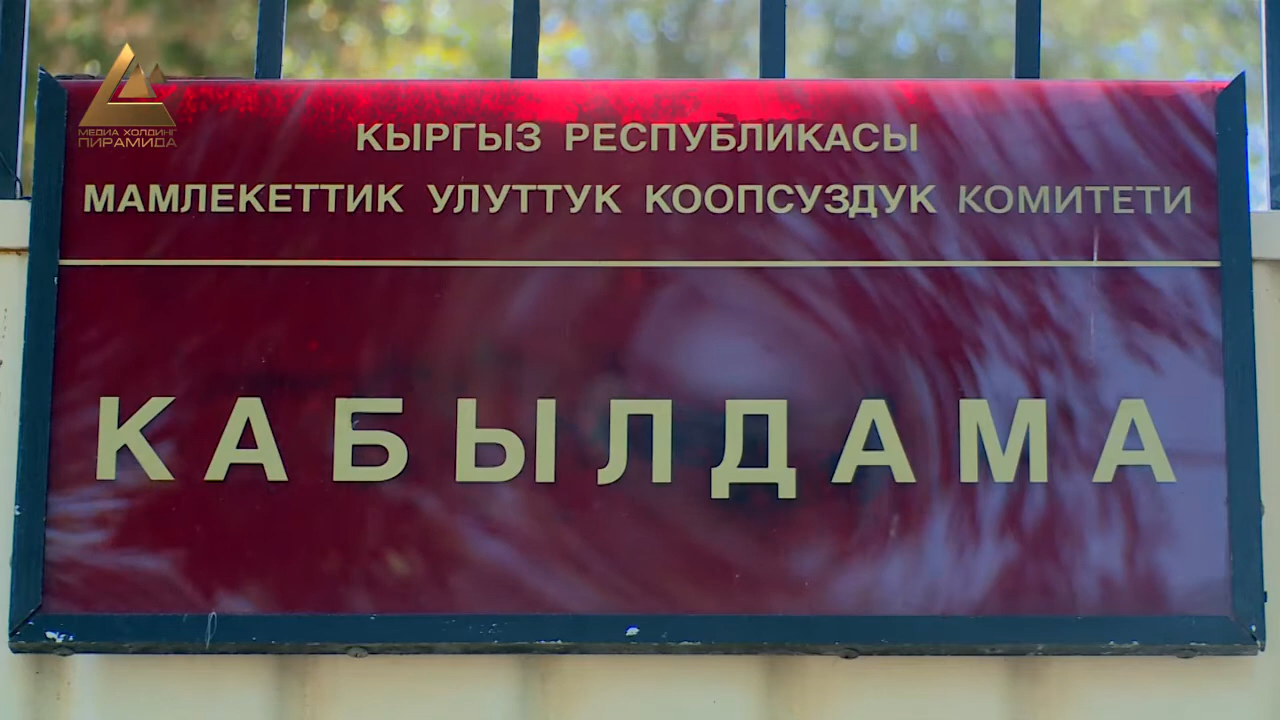 МЕДИА ХОЛДИНГ
ПИРАМИДА
КЫРГЫЗ РЕСПУБЛИКАСЫ
МАМЛЕКЕТТИК УЛУТТУК КООПСУЗДУК КОМИТЕТИ
КАБЫЛДАМА